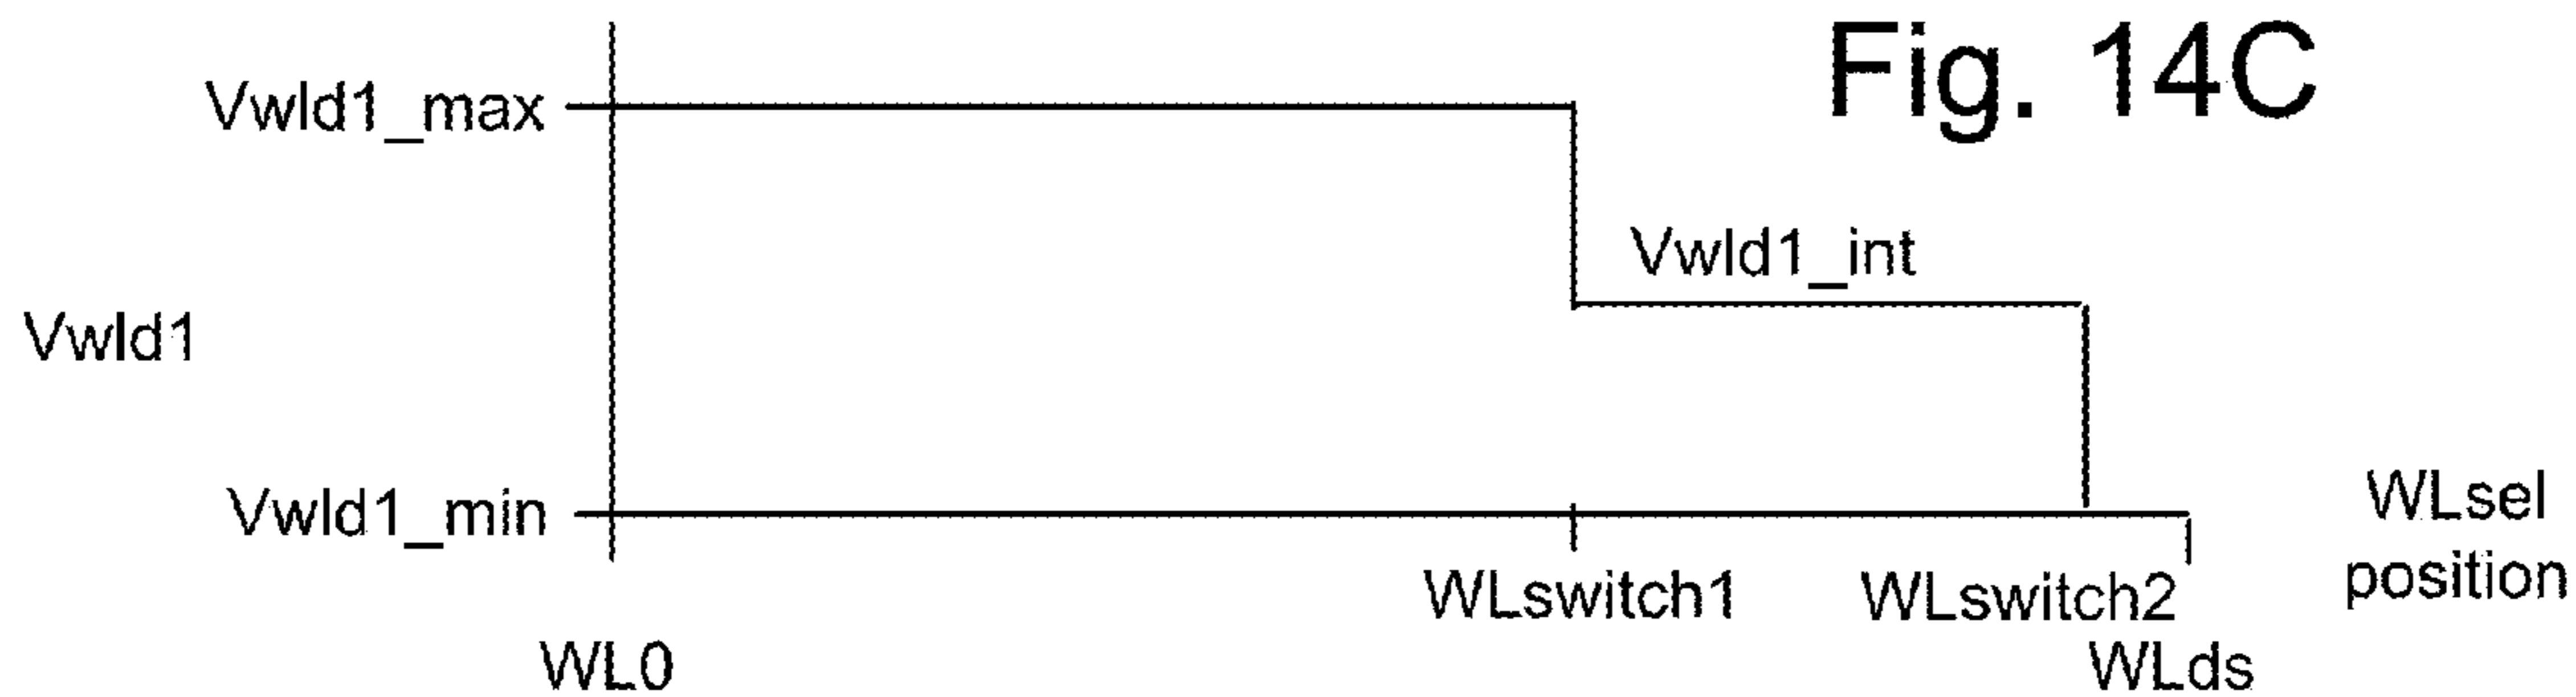 Fig. 14C
Vwld1_max
Vwld1_int
Vwld1
Vwld1_min
WLsel
position
WLswitch1
WLswitch2
WL0
WLds